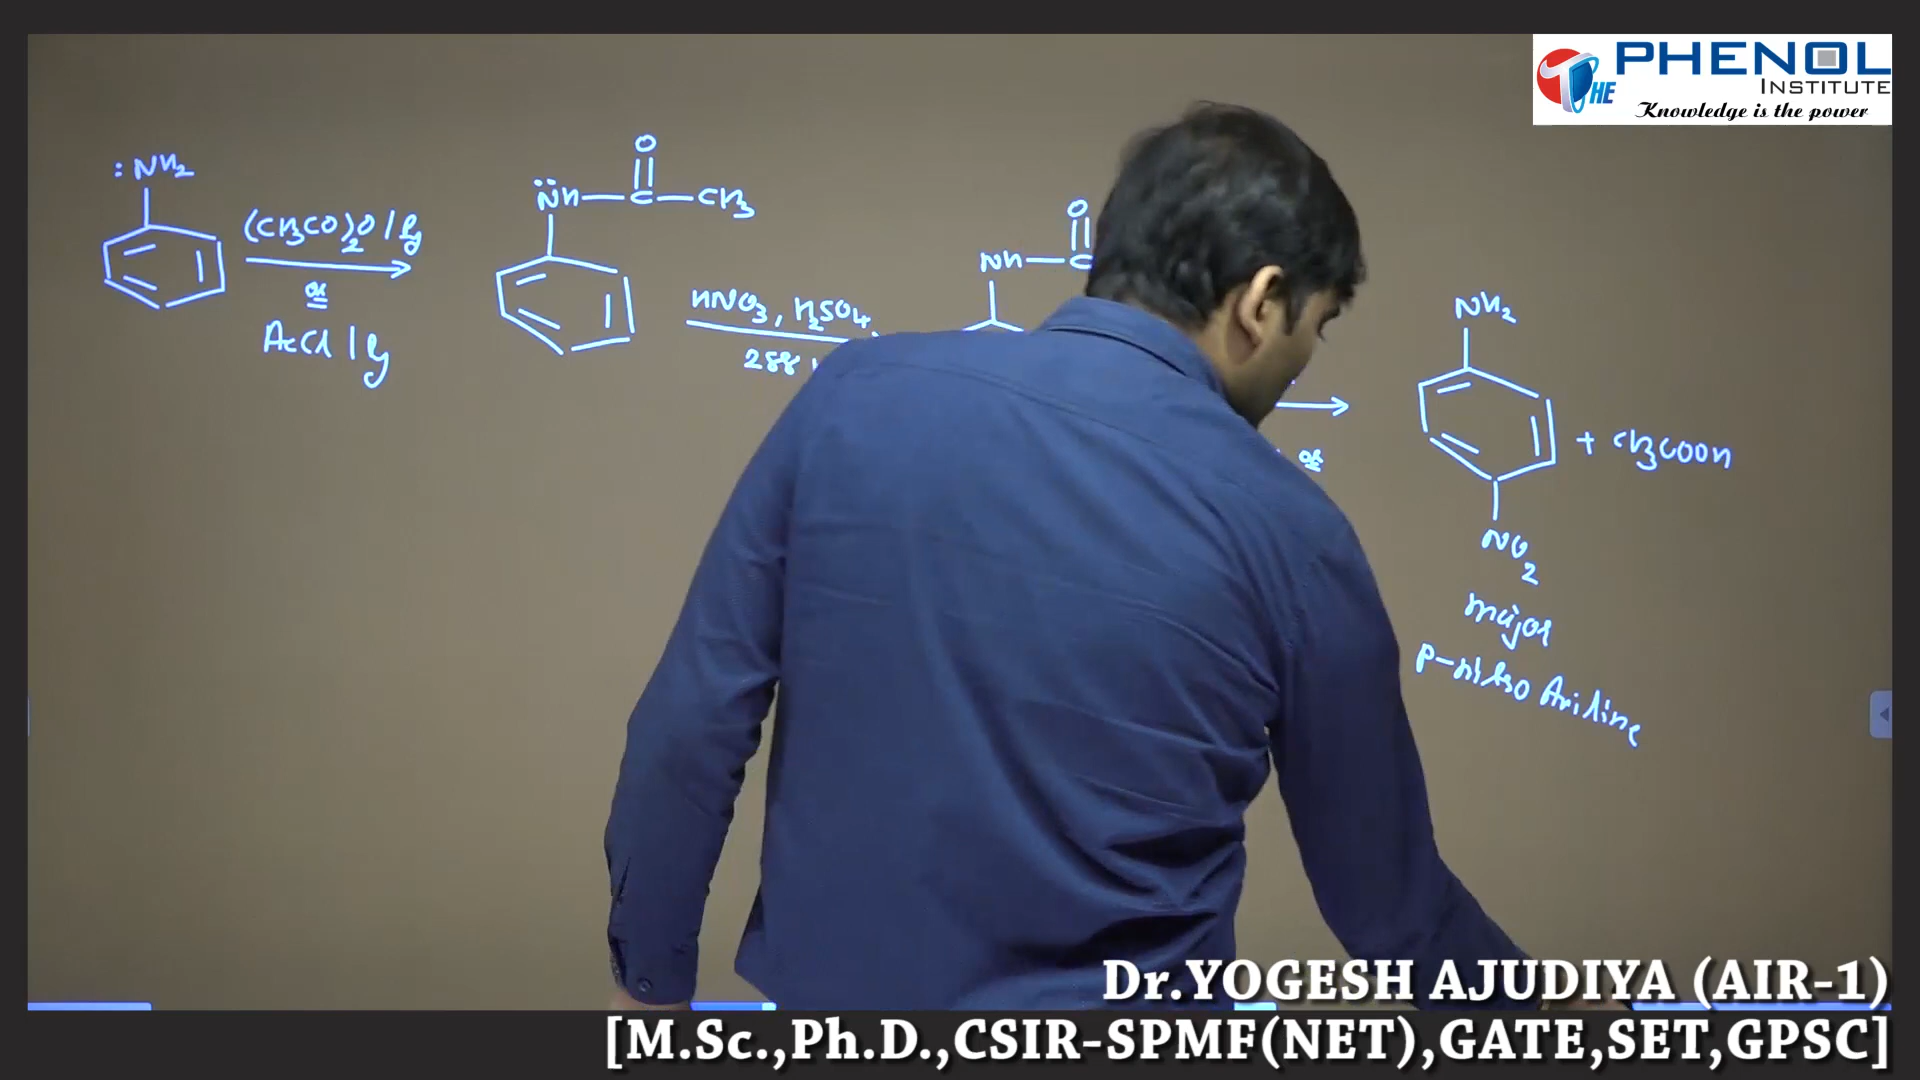 THE PHENOL
INSTITUTE
Knowledge is the power
:NH2
(CH3CO)2O / Py
or
AcCl / Py
O
N̈H—C—CH3
HNO3, H2SO4
288
O
NH—C
or
NH2
+ CH3COOH
NO2
major
P-nitro Aniline
Dr.YOGESH AJUDIYA (AIR-1)
[M.Sc.,Ph.D.,CSIR-SPMF(NET),GATE,SET,GPSC]